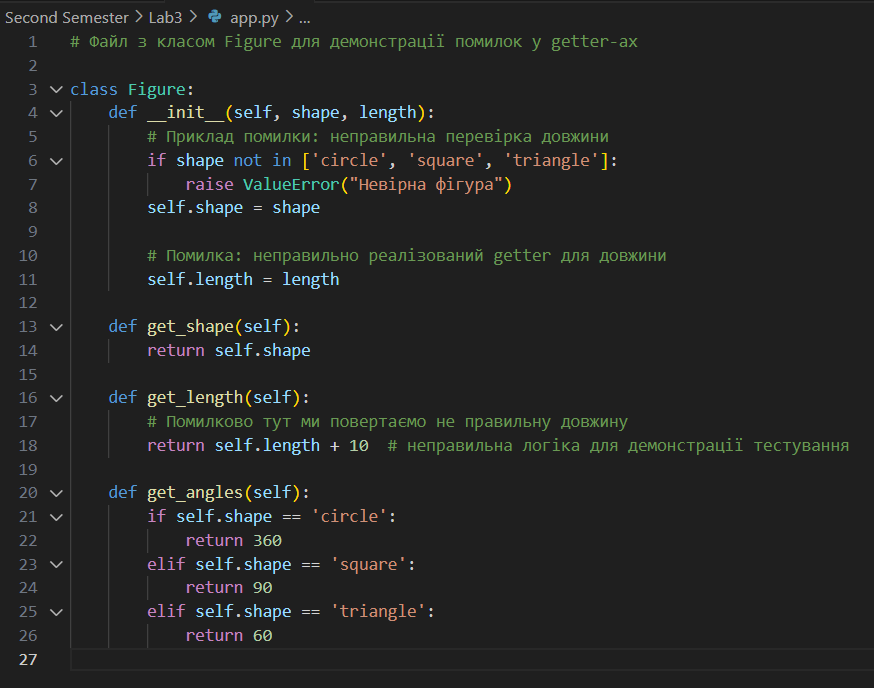 Second Semester > Lab3 > app.py > ...
1 # Файл з класом Figure для демонстрації помилок у getter-ах
2
3 class Figure:
4     def __init__(self, shape, length):
5         # Приклад помилки: неправильна перевірка довжини
6         if shape not in ['circle', 'square', 'triangle']:
7             raise ValueError("Невірна фігура")
8         self.shape = shape
9
10         # Помилка: неправильно реалізований getter для довжини
11         self.length = length
12
13     def get_shape(self):
14         return self.shape
15
16     def get_length(self):
17         # Помилково тут ми повертаємо не правильну довжину
18         return self.length + 10  # неправильна логіка для демонстрації тестування
19
20     def get_angles(self):
21         if self.shape == 'circle':
22             return 360
23         elif self.shape == 'square':
24             return 90
25         elif self.shape == 'triangle':
26             return 60
27